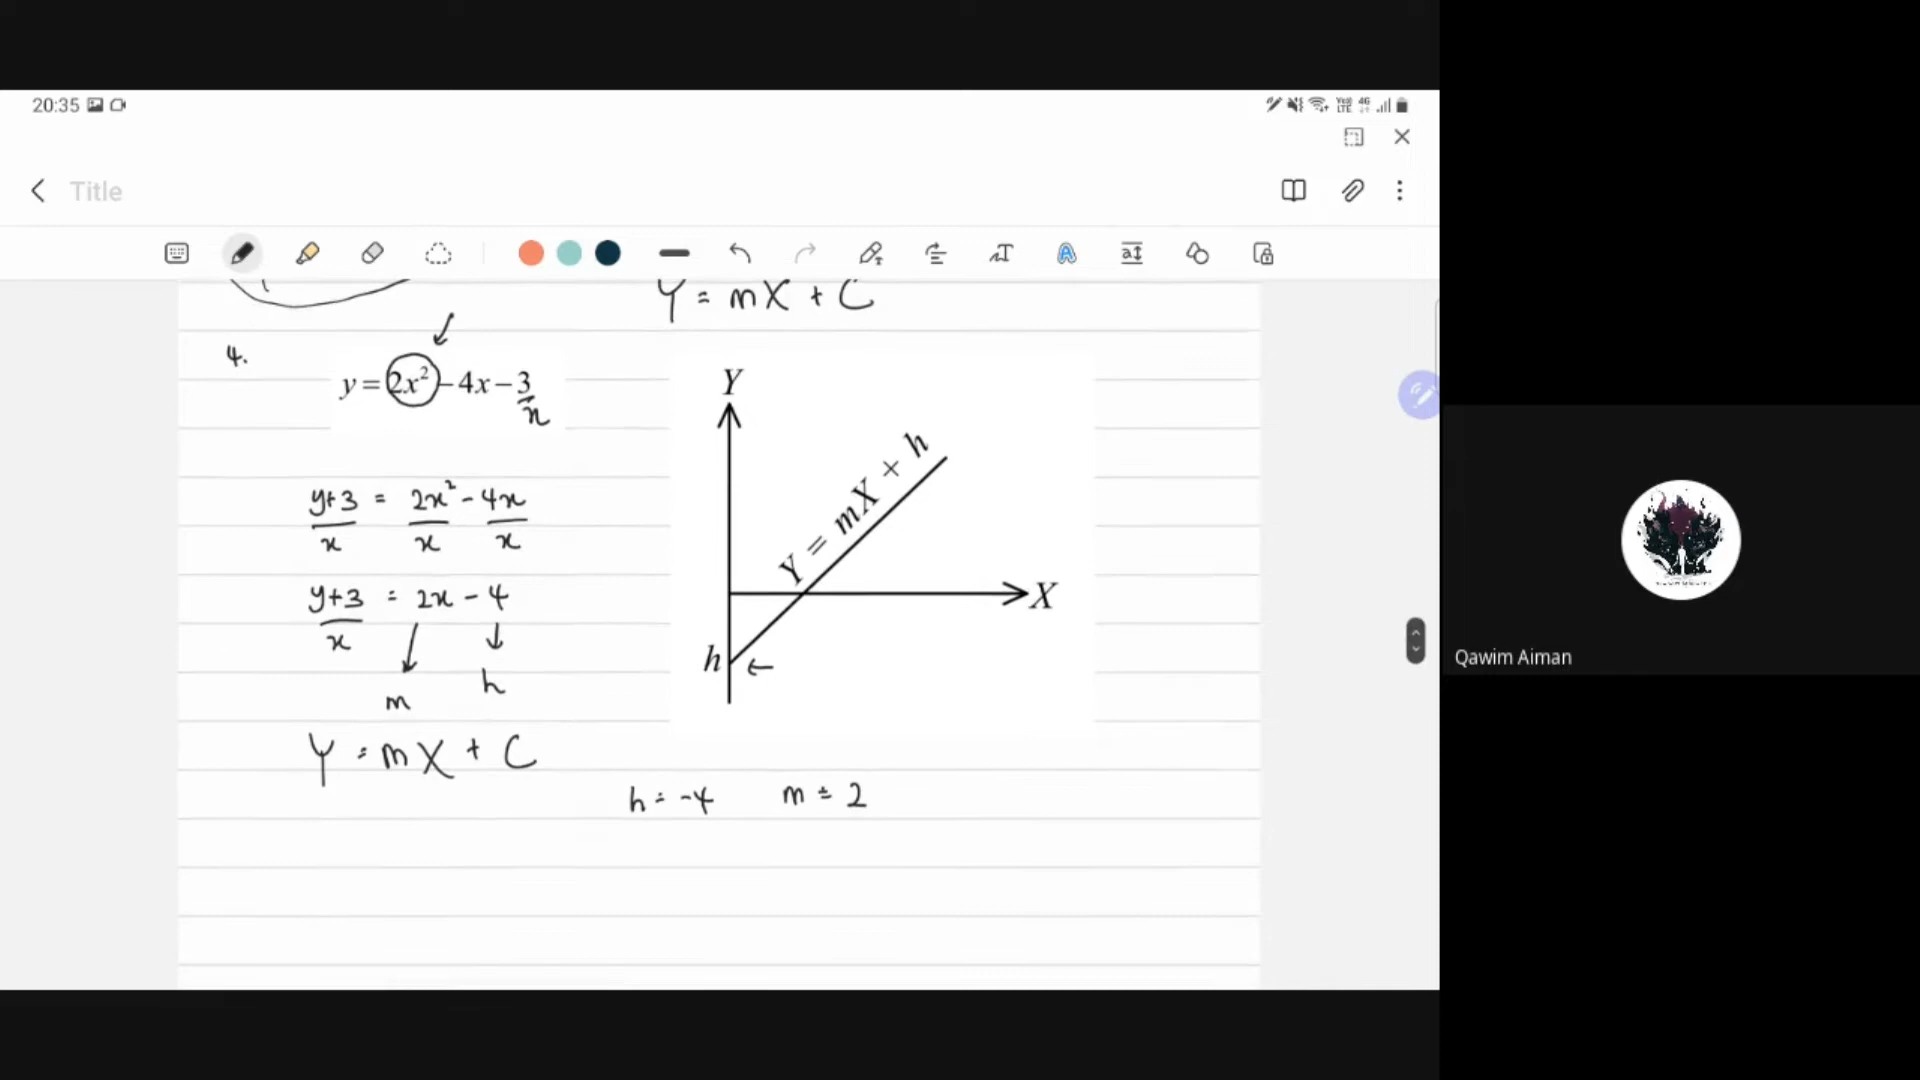 20:35
Title
Y = mX + C
4.
y = 2x² - 4x - 3
x
y+3 = 2x² - 4x
x x x
y+3 = 2x - 4
x
m h
Y = mX + C
Y
Y = mX + h
X
h
h = -4 m = 2
Qawim Aiman